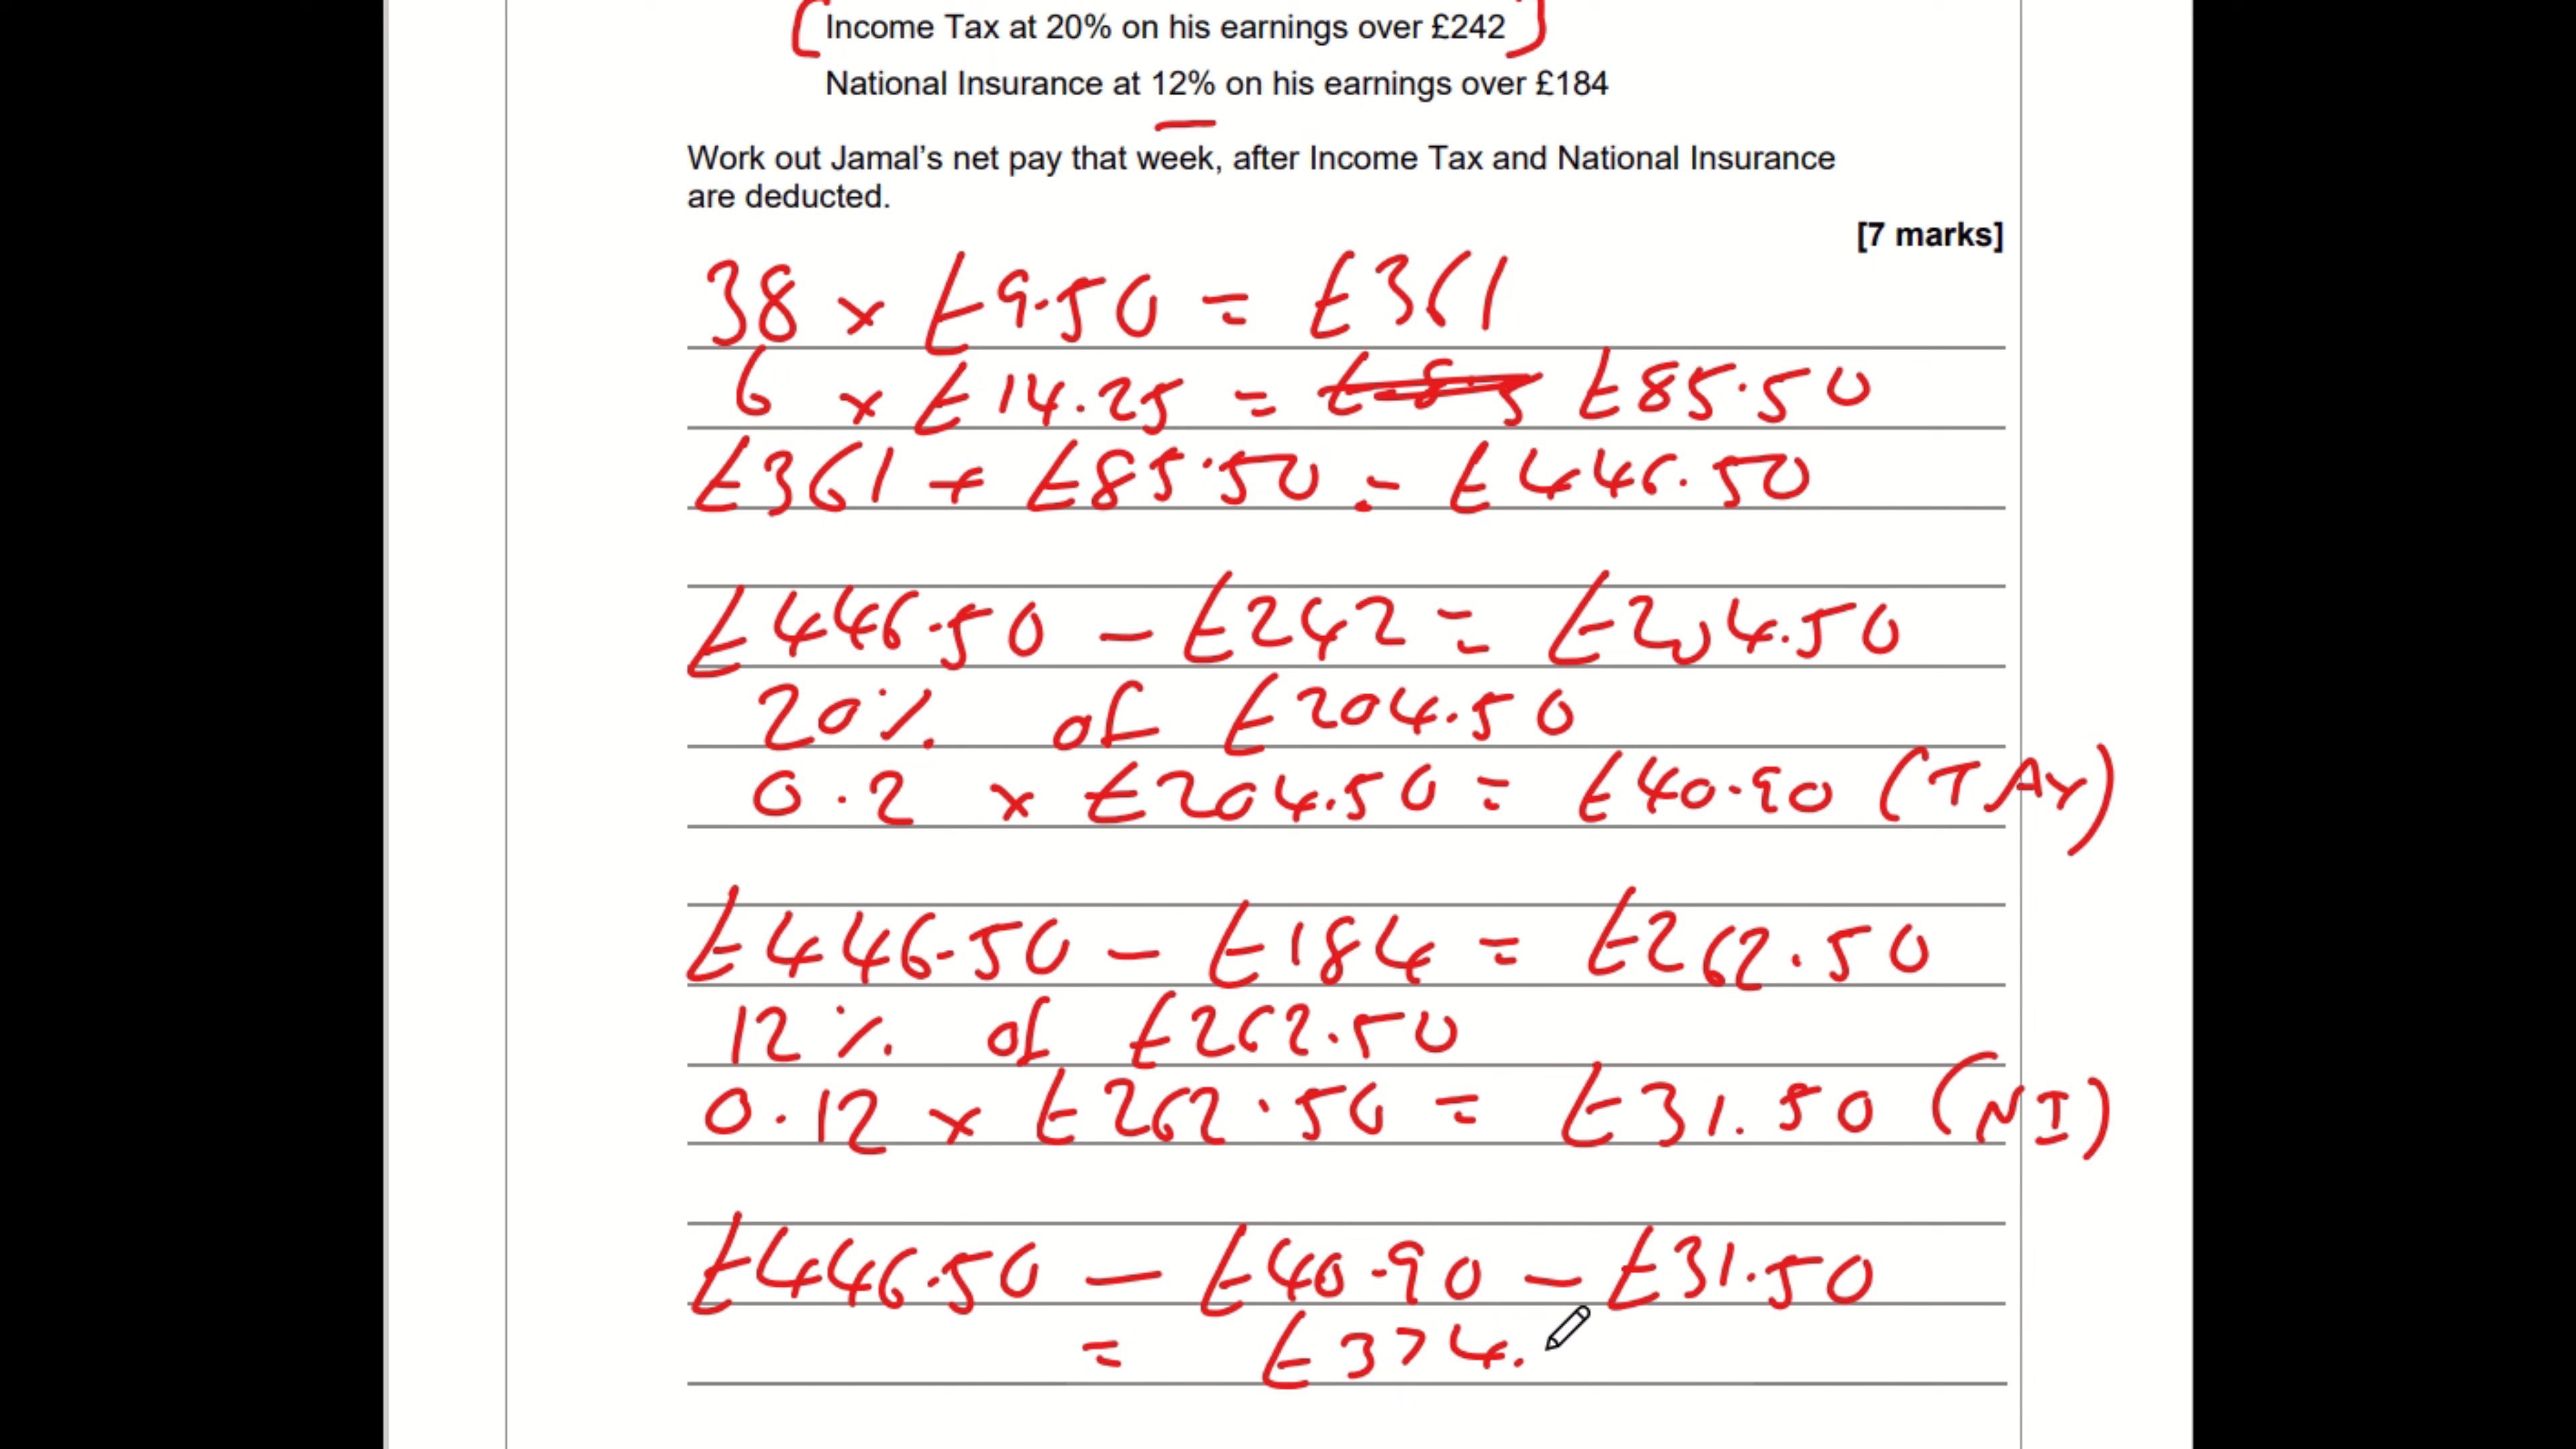 Income Tax at 20% on his earnings over £242
National Insurance at 12% on his earnings over £184
Work out Jamal's net pay that week, after Income Tax and National Insurance
are deducted.
[7 marks]
38 × £9.50 = £361
6 × £14.25 = £85.50
£361 + £85.50 = £446.50
£446.50 - £242 = £204.50
20% of £204.50
0.2 × £204.50 = £40.90 (TAX)
£446.50 - £184 = £262.50
12% of £262.50
0.12 × £262.50 = £31.50 (NI)
£446.50 - £40.90 - £31.50
= £374.